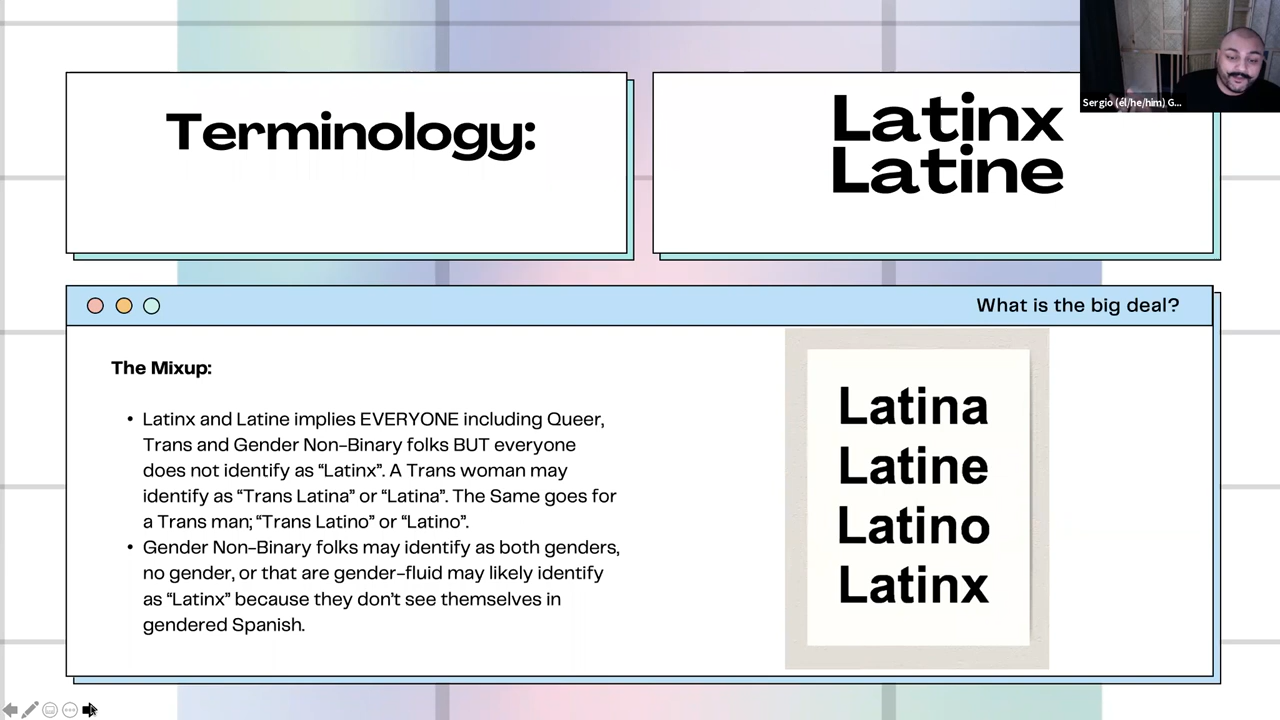 Terminology:
Latinx
Latine
Sergio (él/he/him) G...
What is the big deal?
The Mixup:
• Latinx and Latine implies EVERYONE including Queer,
Trans and Gender Non-Binary folks BUT everyone
does not identify as “Latinx”. A Trans woman may
identify as “Trans Latina” or “Latina”. The Same goes for
a Trans man; “Trans Latino” or “Latino”.
• Gender Non-Binary folks may identify as both genders,
no gender, or that are gender-fluid may likely identify
as “Latinx” because they don’t see themselves in
gendered Spanish.
Latina
Latine
Latino
Latinx